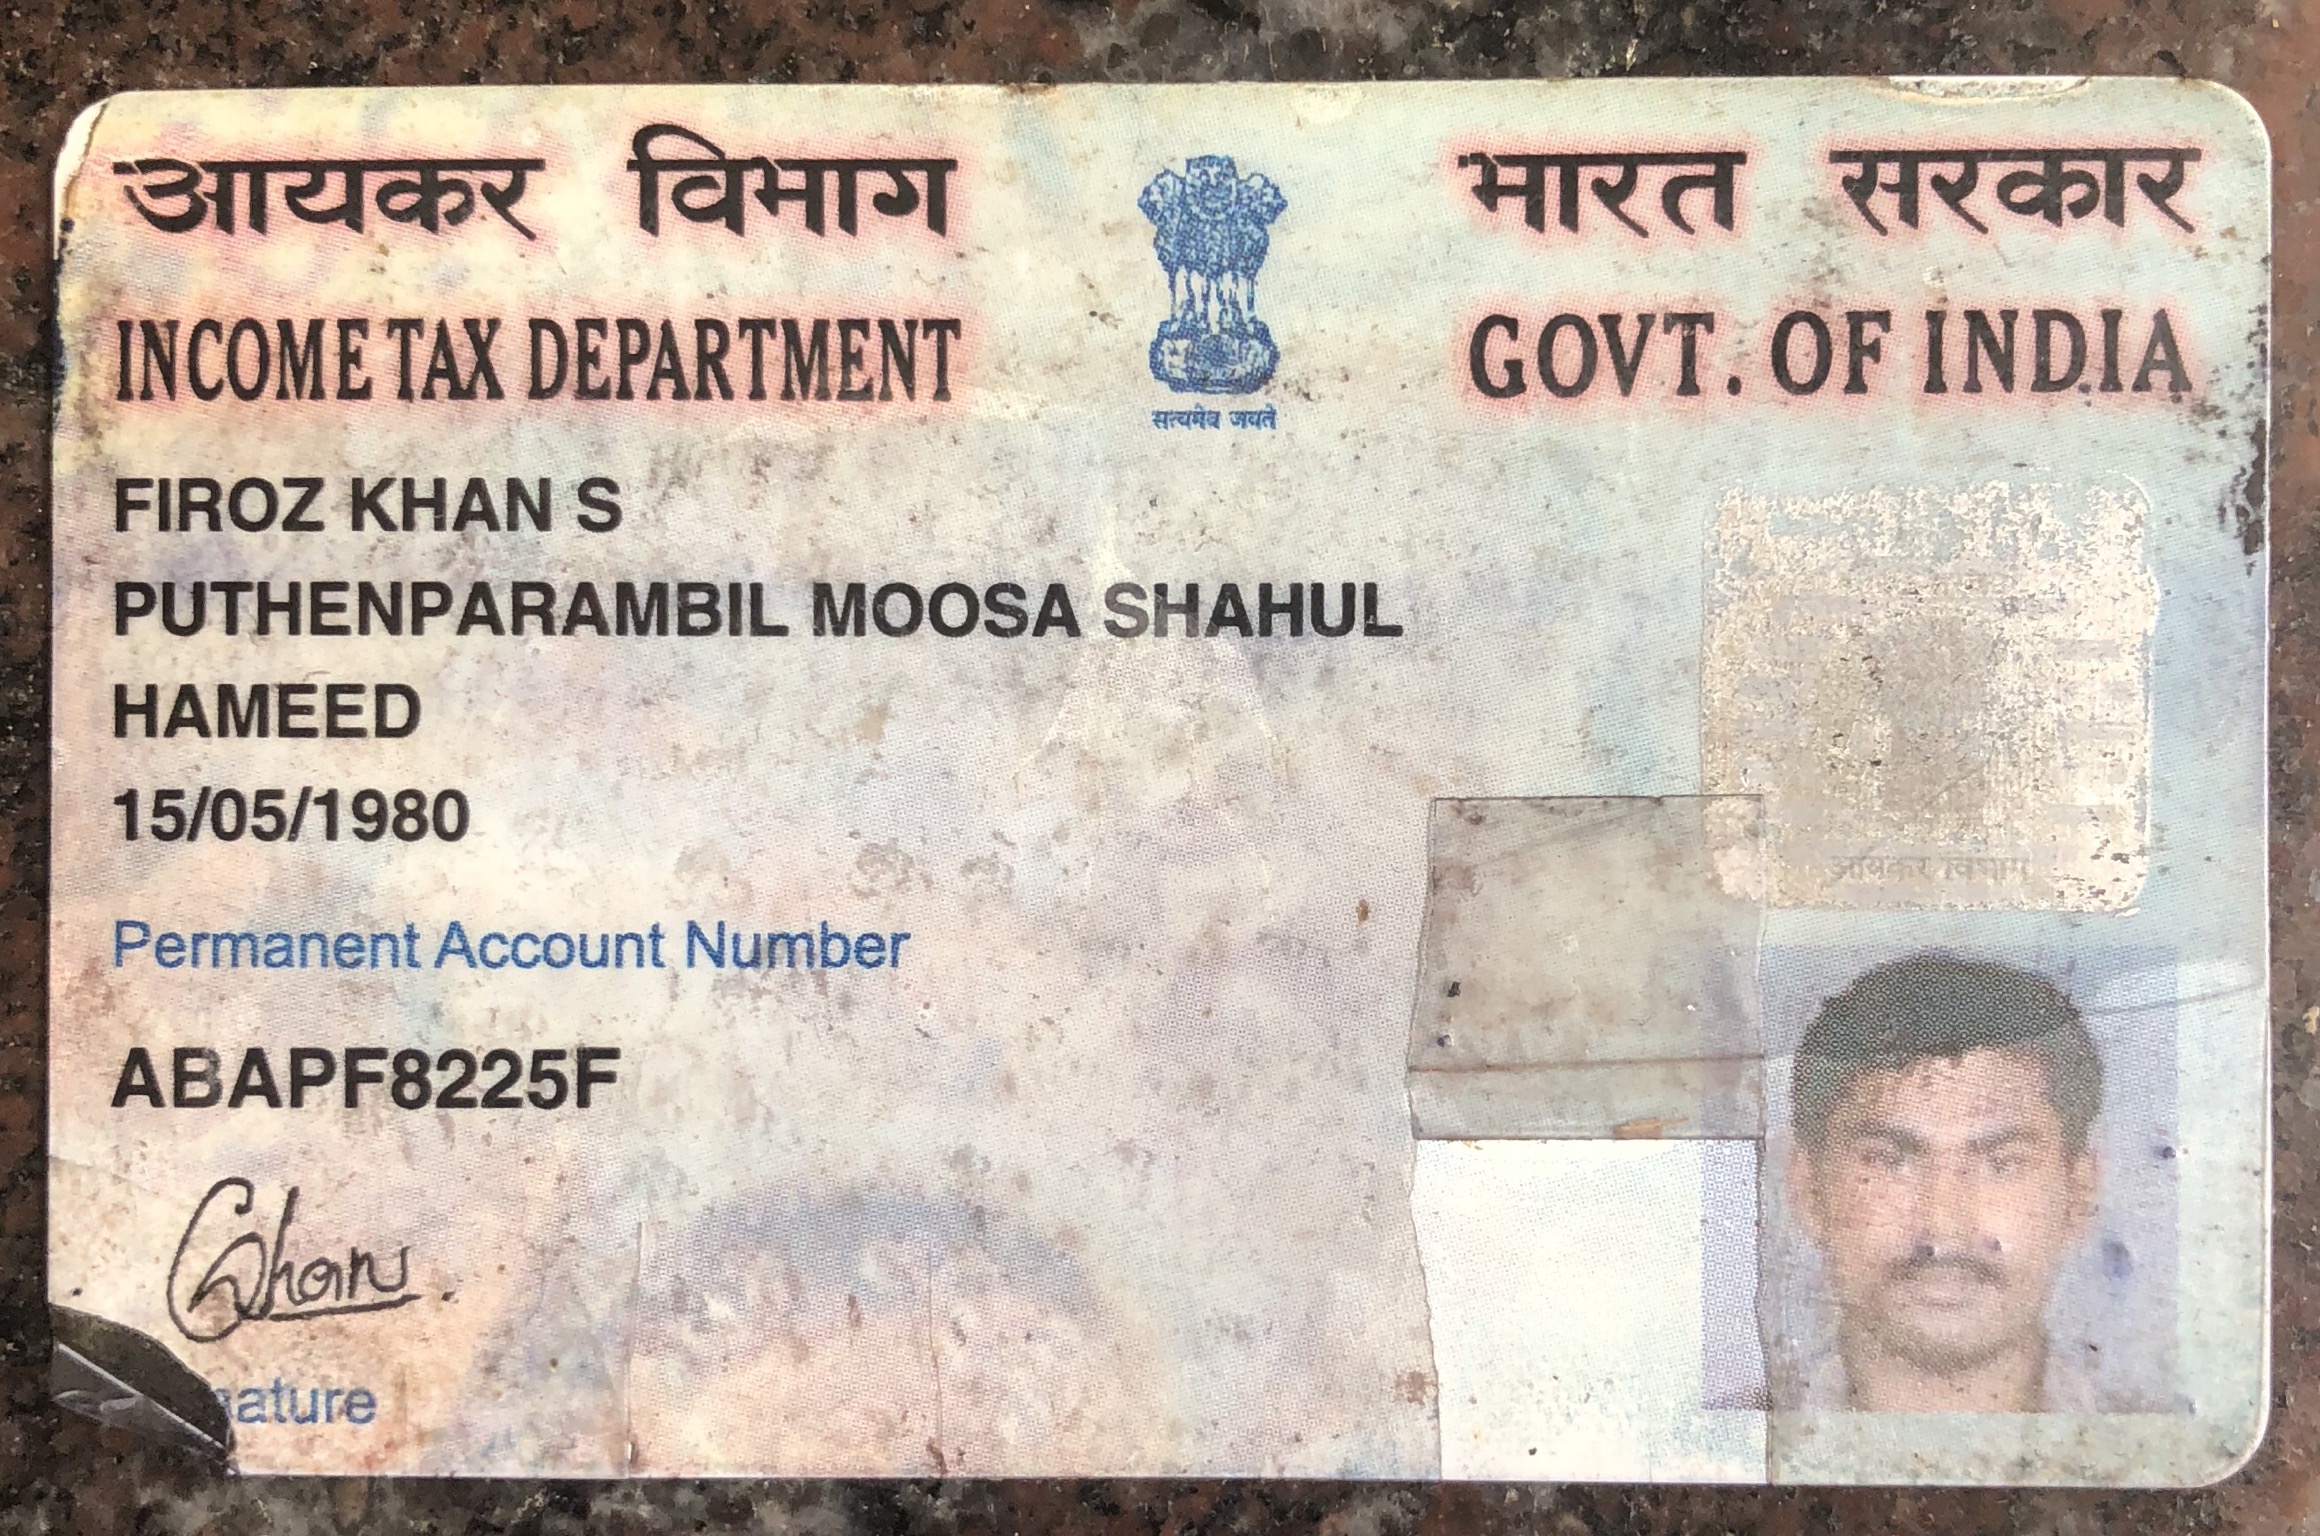 आयकर विभाग
INCOME TAX DEPARTMENT
भारत सरकार
GOVT. OF INDIA
सत्यमेव जयते
FIROZ KHAN S
PUTHENPARAMBIL MOOSA SHAHUL
HAMEED
15/05/1980
Permanent Account Number
ABAPF8225F
Khan
nature
आयकर विभाग